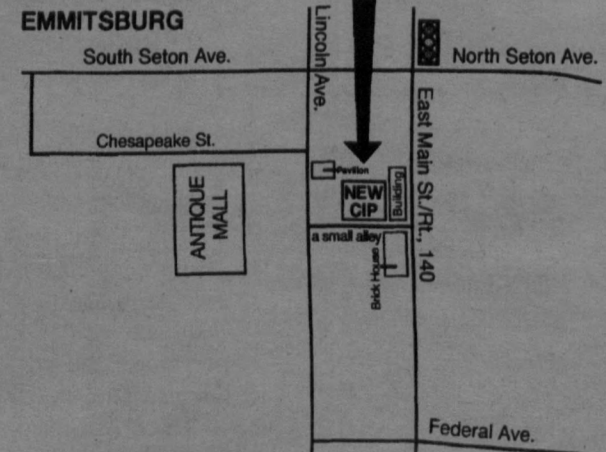 EMMITSBURG
South Seton Ave.
Lincoln Ave.
North Seton Ave.
East Main St./Rt., 140
Chesapeake St.
Pavilion
NEW
CIP
Building
ANTIQUE
MALL
a small alley
Brick House
Federal Ave.